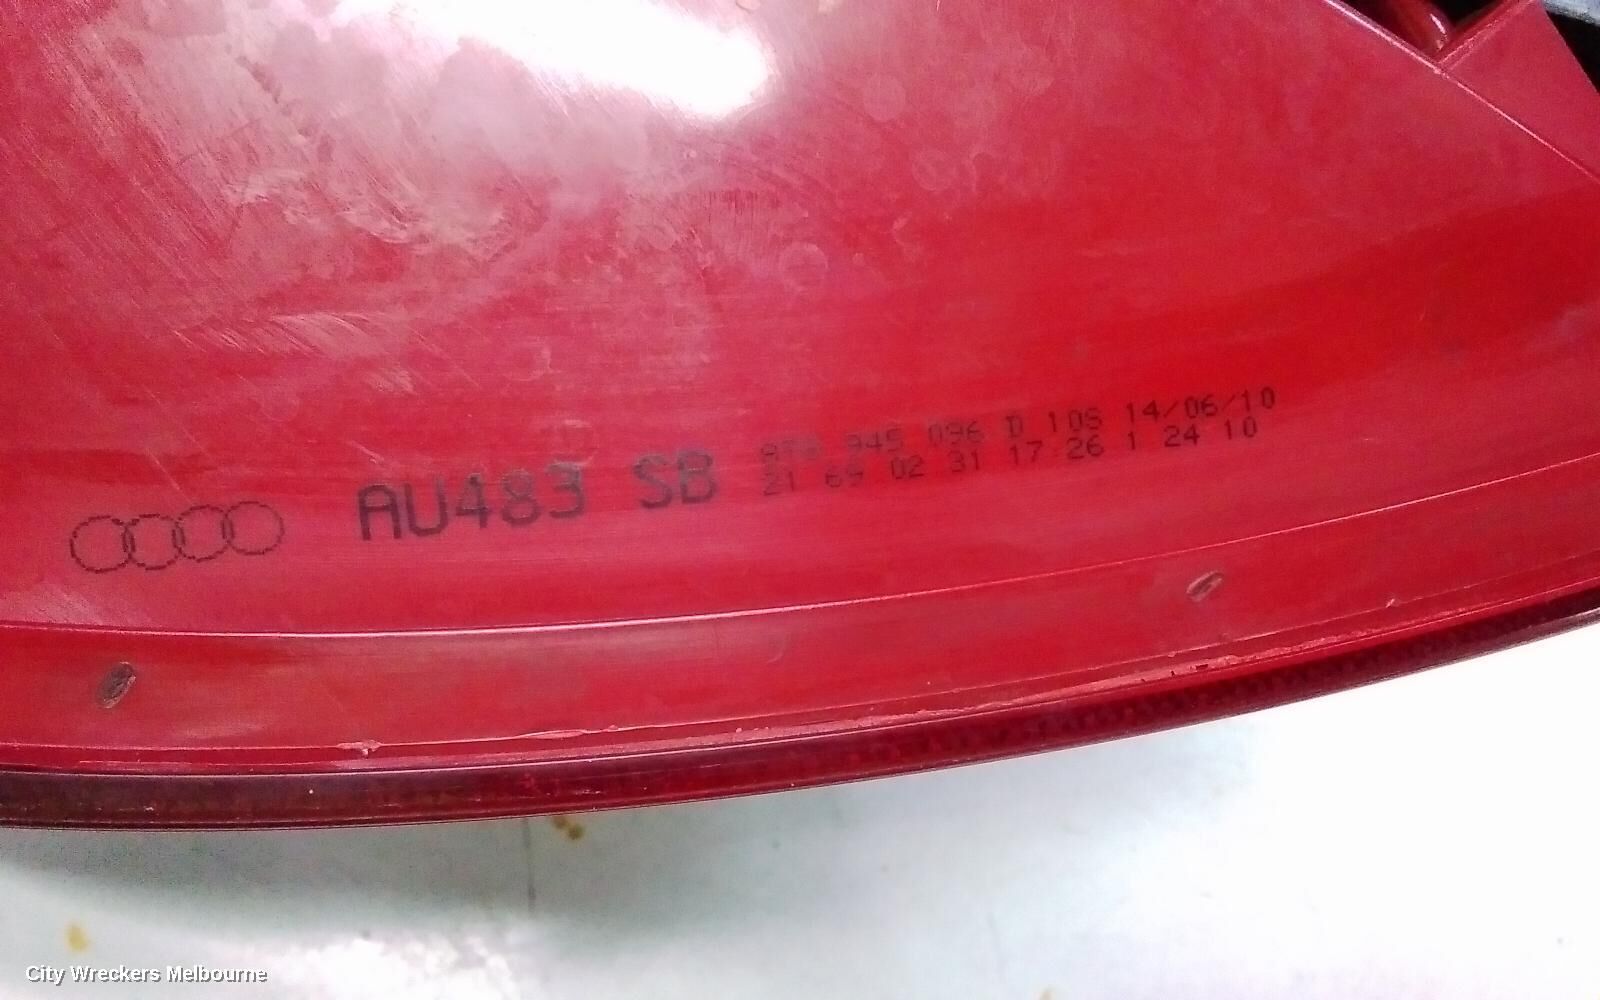 AU483 SB
945 096 D 10S 14/06/10
21 69 02 31 17:26 1 24 10
City Wreckers Melbourne